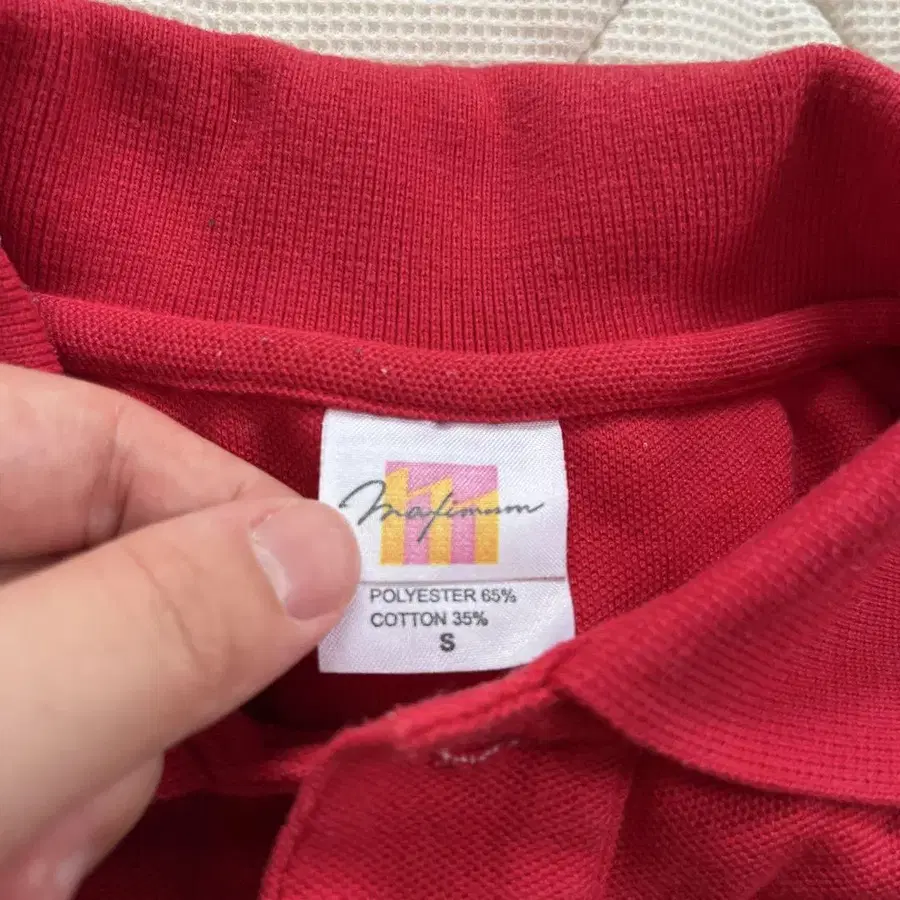 Maximum
POLYESTER 65%
COTTON 35%
S